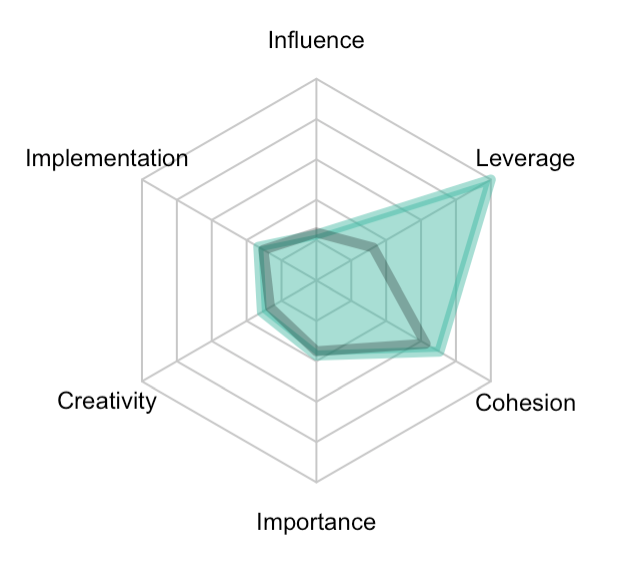 Influence
Implementation
Leverage
Creativity
Cohesion
Importance